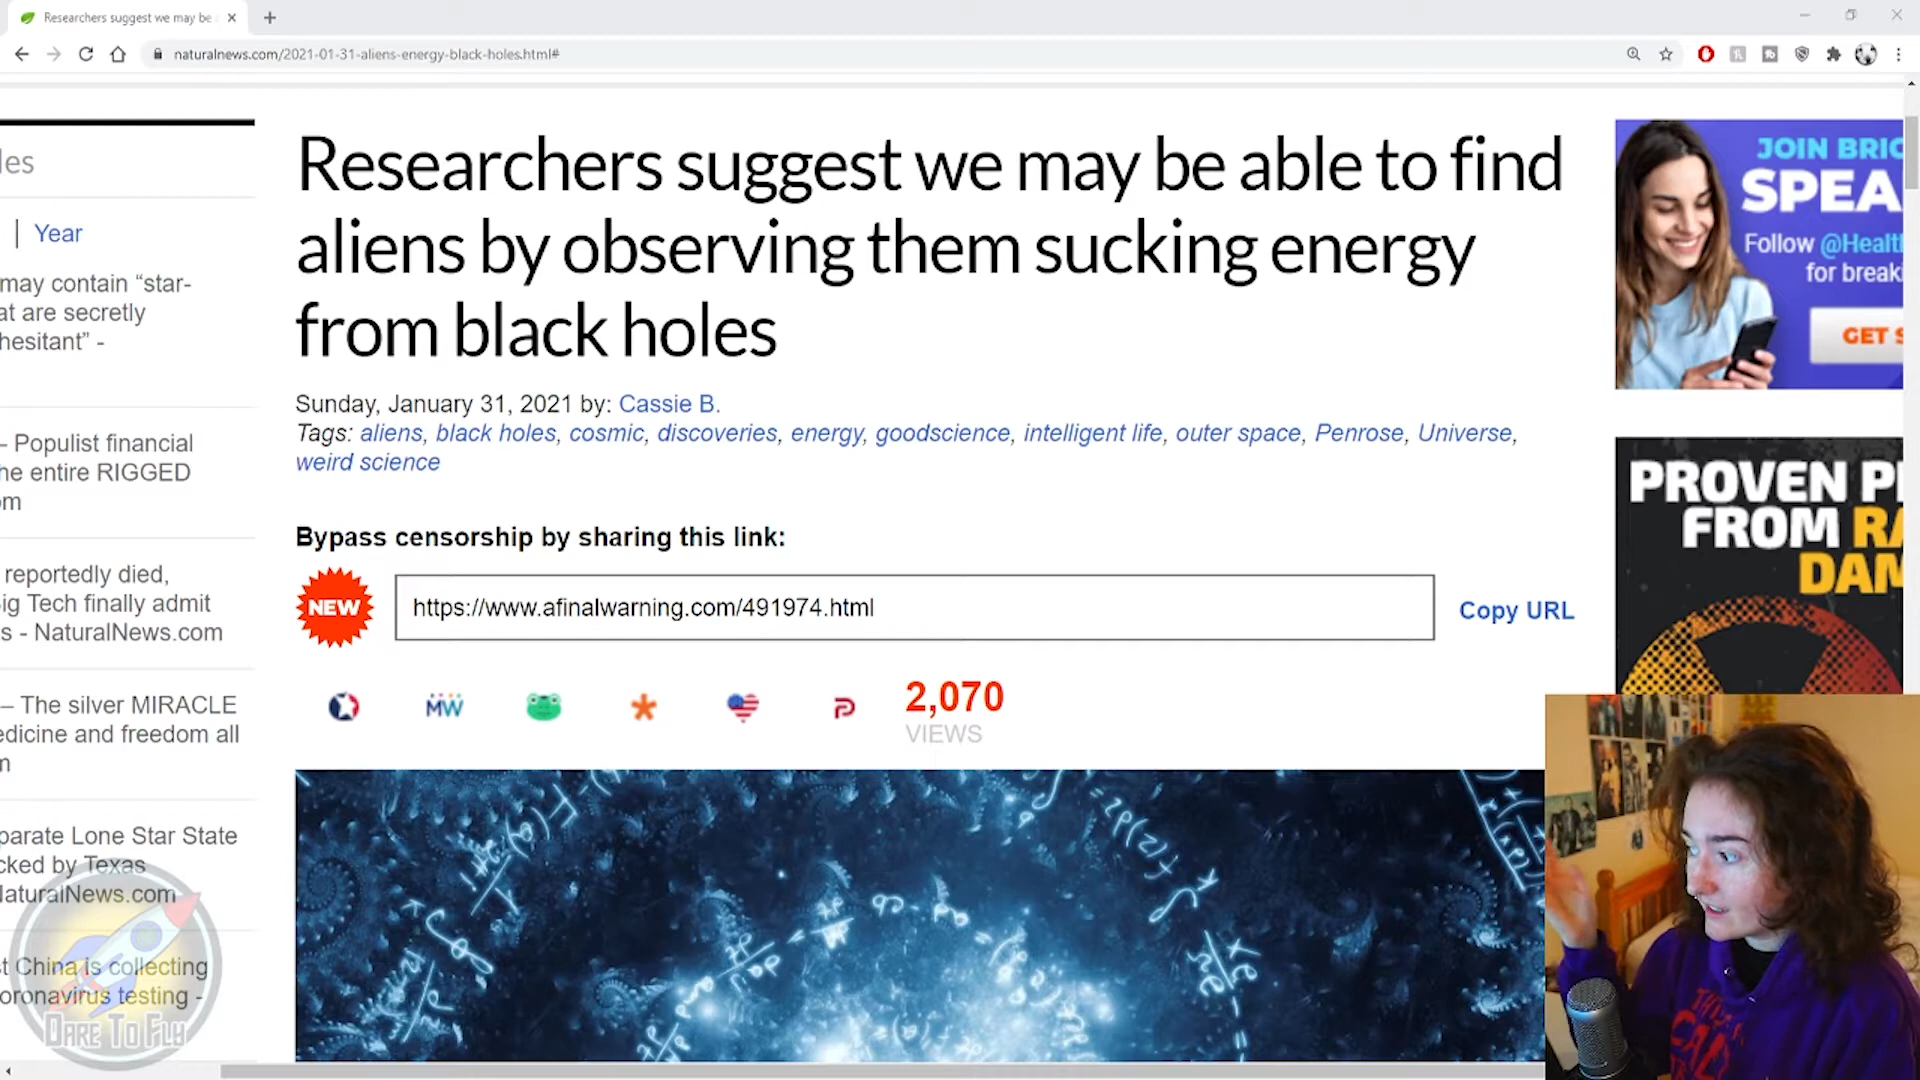 Researchers suggest we may be
naturalnews.com/2021-01-31-aliens-energy-black-holes.html#
les
| Year
may contain “star-
at are secretly
hesitant” -
– Populist financial
he entire RIGGED
om
reportedly died,
ig Tech finally admit
s - NaturalNews.com
– The silver MIRACLE
edicine and freedom all
m
parate Lone Star State
cked by Texas
NaturalNews.com
t China is collecting
oronavirus testing -
DARE TO FLY
Researchers suggest we may be able to find
aliens by observing them sucking energy
from black holes
Sunday, January 31, 2021 by: Cassie B.
Tags: aliens, black holes, cosmic, discoveries, energy, goodscience, intelligent life, outer space, Penrose, Universe,
weird science
Bypass censorship by sharing this link:
NEW
https://www.afinalwarning.com/491974.html
Copy URL
MW
2,070
VIEWS
JOIN BRIG
SPEA
Follow @Healt
for breaki
GET S
PROVEN P
FROM RA
DAM